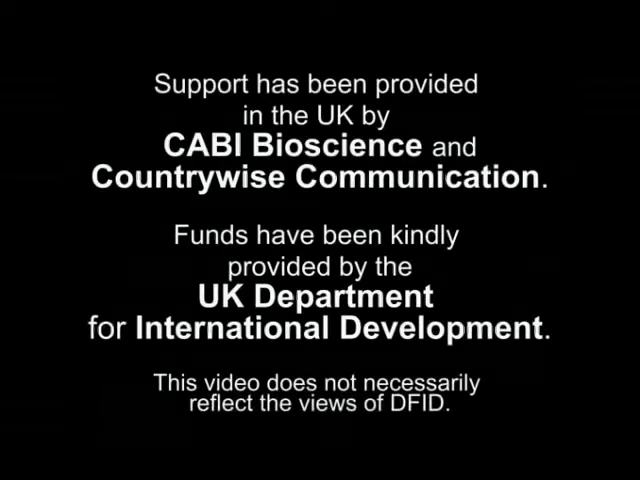 Support has been provided
in the UK by
CABI Bioscience and
Countrywise Communication.
Funds have been kindly
provided by the
UK Department
for International Development.
This video does not necessarily
reflect the views of DFID.